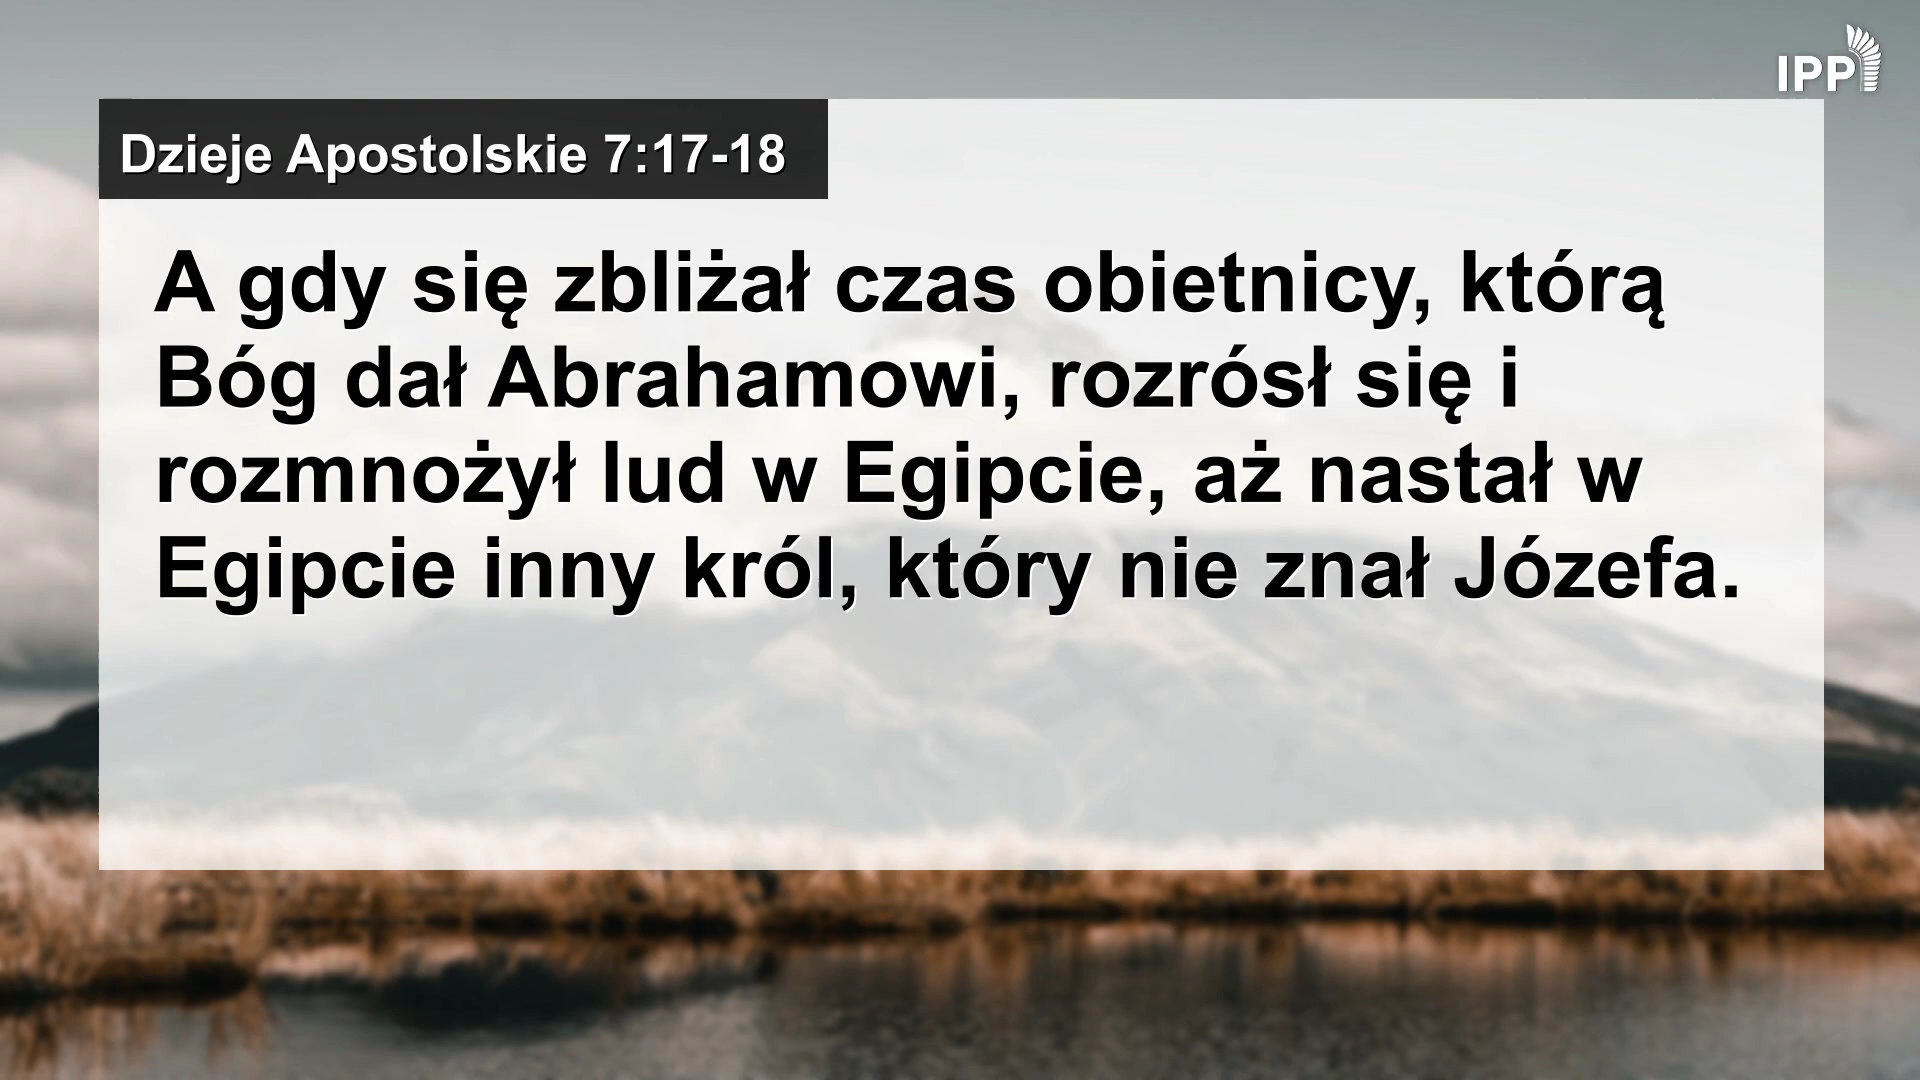 IPP
Dzieje Apostolskie 7:17-18
A gdy się zbliżał czas obietnicy, którą
Bóg dał Abrahamowi, rozrósł się i
rozmnożył lud w Egipcie, aż nastał w
Egipcie inny król, który nie znał Józefa.